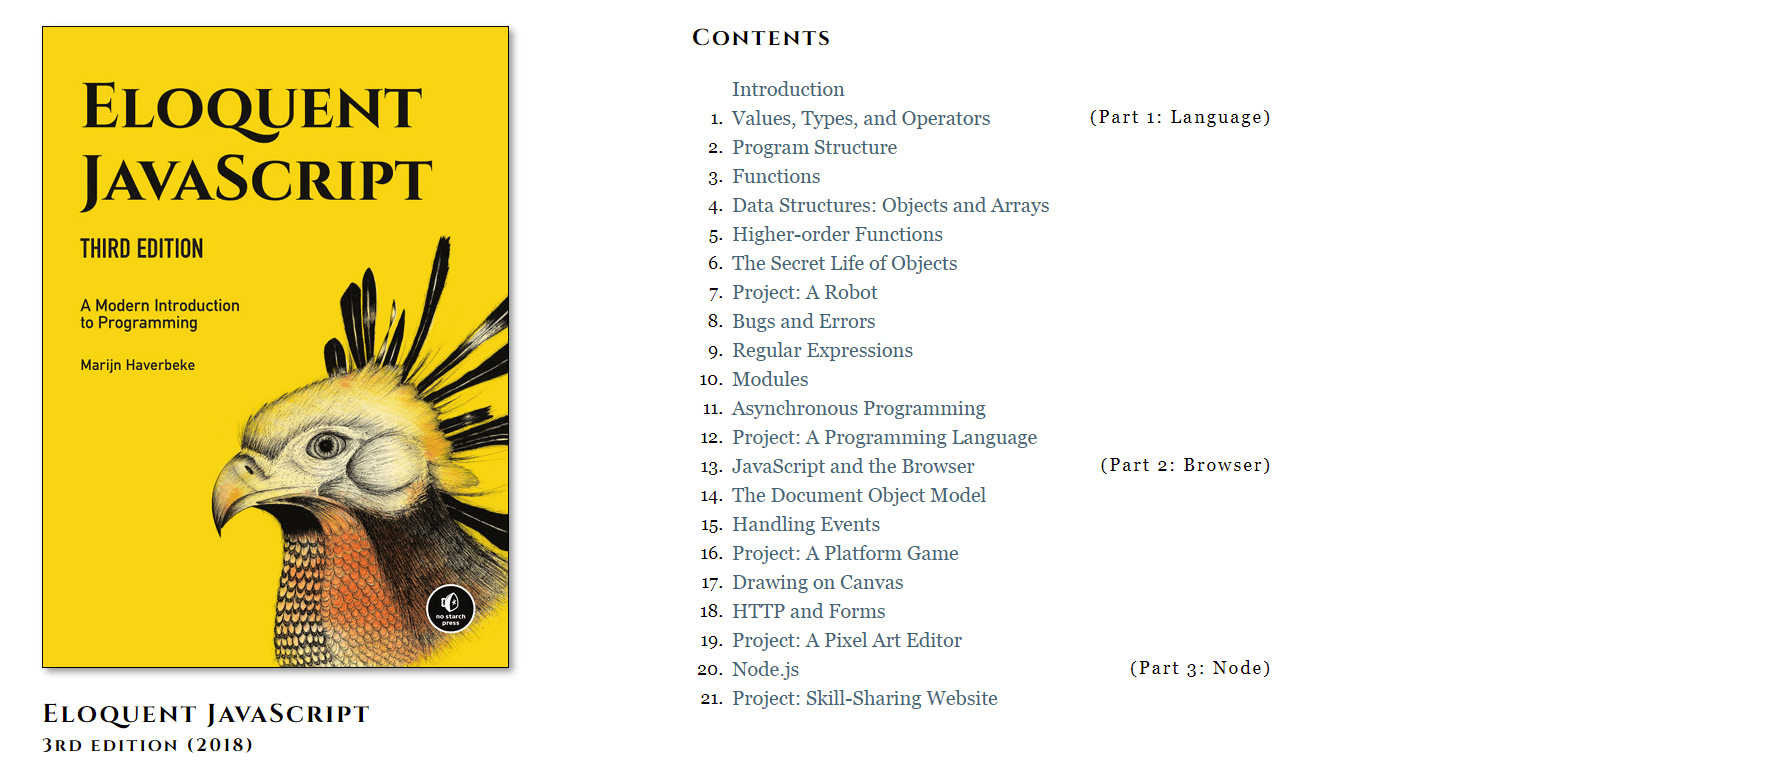 Eloquent
JavaScript
THIRD EDITION
A Modern Introduction
to Programming
Marijn Haverbeke
no starch
press
Eloquent JavaScript
3rd edition (2018)
Contents
Introduction
1. Values, Types, and Operators (Part 1: Language)
2. Program Structure
3. Functions
4. Data Structures: Objects and Arrays
5. Higher-order Functions
6. The Secret Life of Objects
7. Project: A Robot
8. Bugs and Errors
9. Regular Expressions
10. Modules
11. Asynchronous Programming
12. Project: A Programming Language
13. JavaScript and the Browser (Part 2: Browser)
14. The Document Object Model
15. Handling Events
16. Project: A Platform Game
17. Drawing on Canvas
18. HTTP and Forms
19. Project: A Pixel Art Editor
20. Node.js (Part 3: Node)
21. Project: Skill-Sharing Website